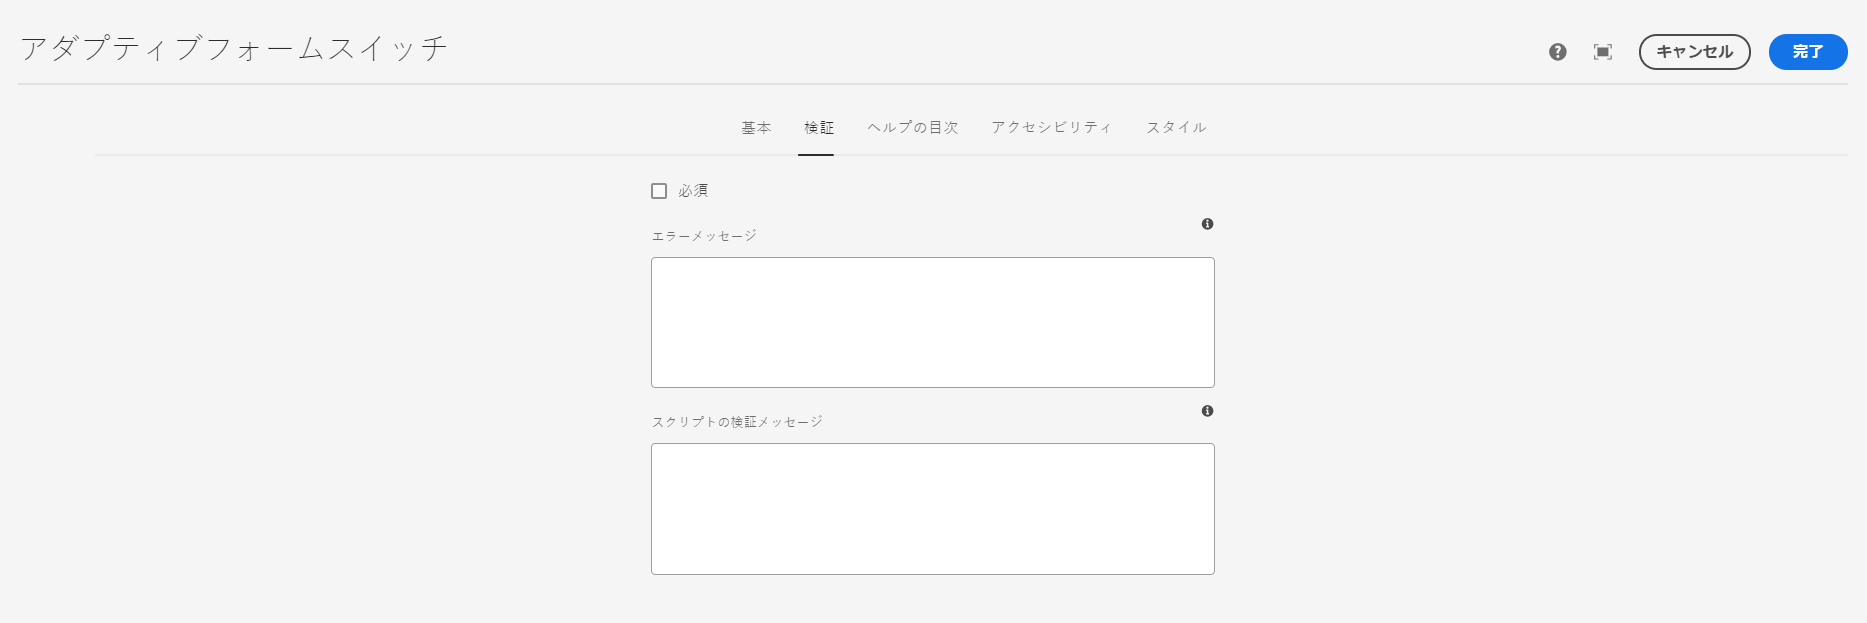 アダプティブフォームスイッチ
キャンセル
完了
基本
検証
ヘルプの目次
アクセシビリティ
スタイル
必須
エラーメッセージ
スクリプトの検証メッセージ